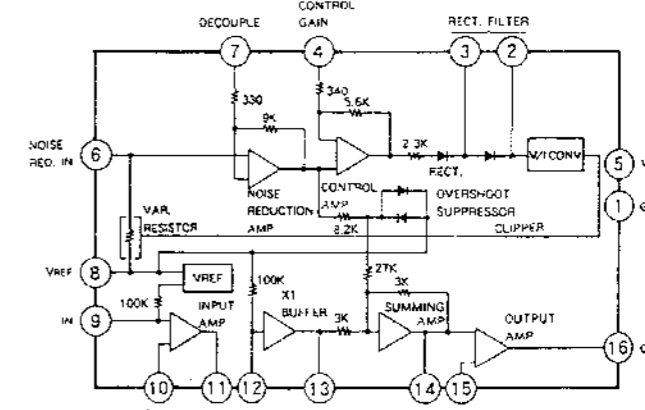 CONTROL
DECOUPLE GAIN RECT. FILTER
7 4 3 2
330 340
5.6K
9K
NOISE
RED. IN
6
2.3K
RECT.
V/I CONV
5
V
NOISE
REDUCTION
AMP
CONTROL
AMP
8.2K
OVERSHOOT
SUPPRESSOR
CLIPPER
1
G
VAR.
RESISTOR
VREF 8
VREF
100K
100K
27K
3K
IN 9
INPUT
AMP
X1
BUFFER
3K
SUMMING
AMP
OUTPUT
AMP
16
10 11 12 13 14 15